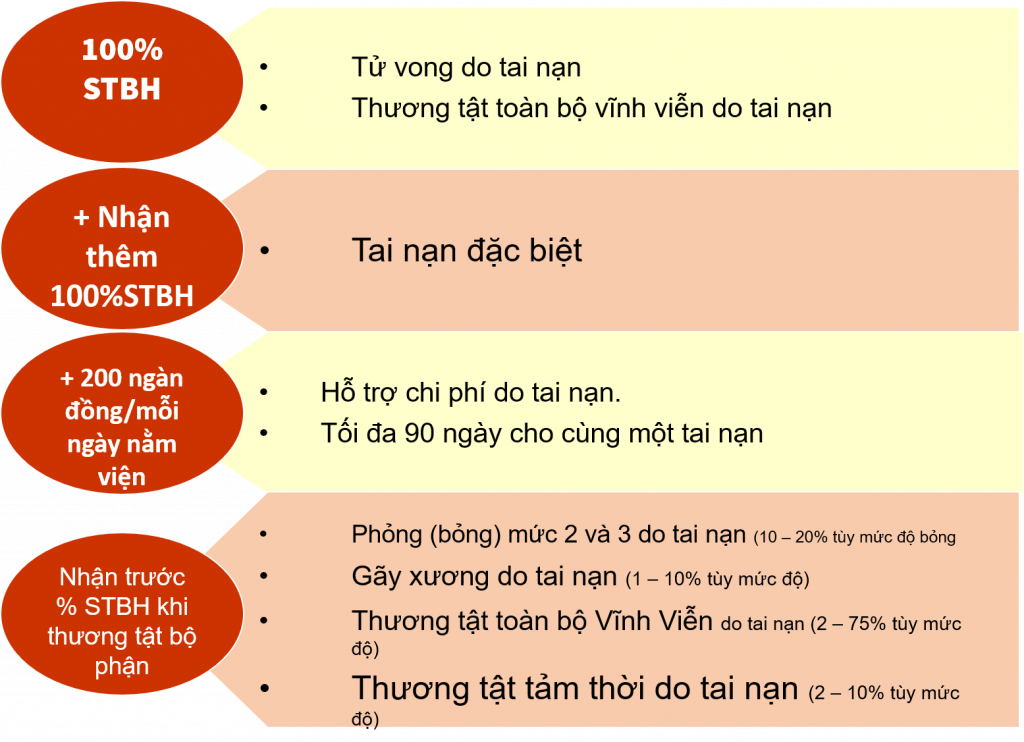 100%
STBH
• Tử vong do tai nạn
• Thương tật toàn bộ vĩnh viễn do tai nạn
+ Nhận
thêm
100%STBH
• Tai nạn đặc biệt
+ 200 ngàn
đồng/mỗi
ngày nằm
viện
• Hỗ trợ chi phí do tai nạn.
• Tối đa 90 ngày cho cùng một tai nạn
Nhận trước
% STBH khi
thương tật bộ
phận
• Phỏng (bỏng) mức 2 và 3 do tai nạn (10 – 20% tùy mức độ bỏng
• Gãy xương do tai nạn (1 – 10% tùy mức độ)
• Thương tật toàn bộ Vĩnh Viễn do tai nạn (2 – 75% tùy mức
độ)
• Thương tật tảm thời do tai nạn (2 – 10% tùy mức
độ)